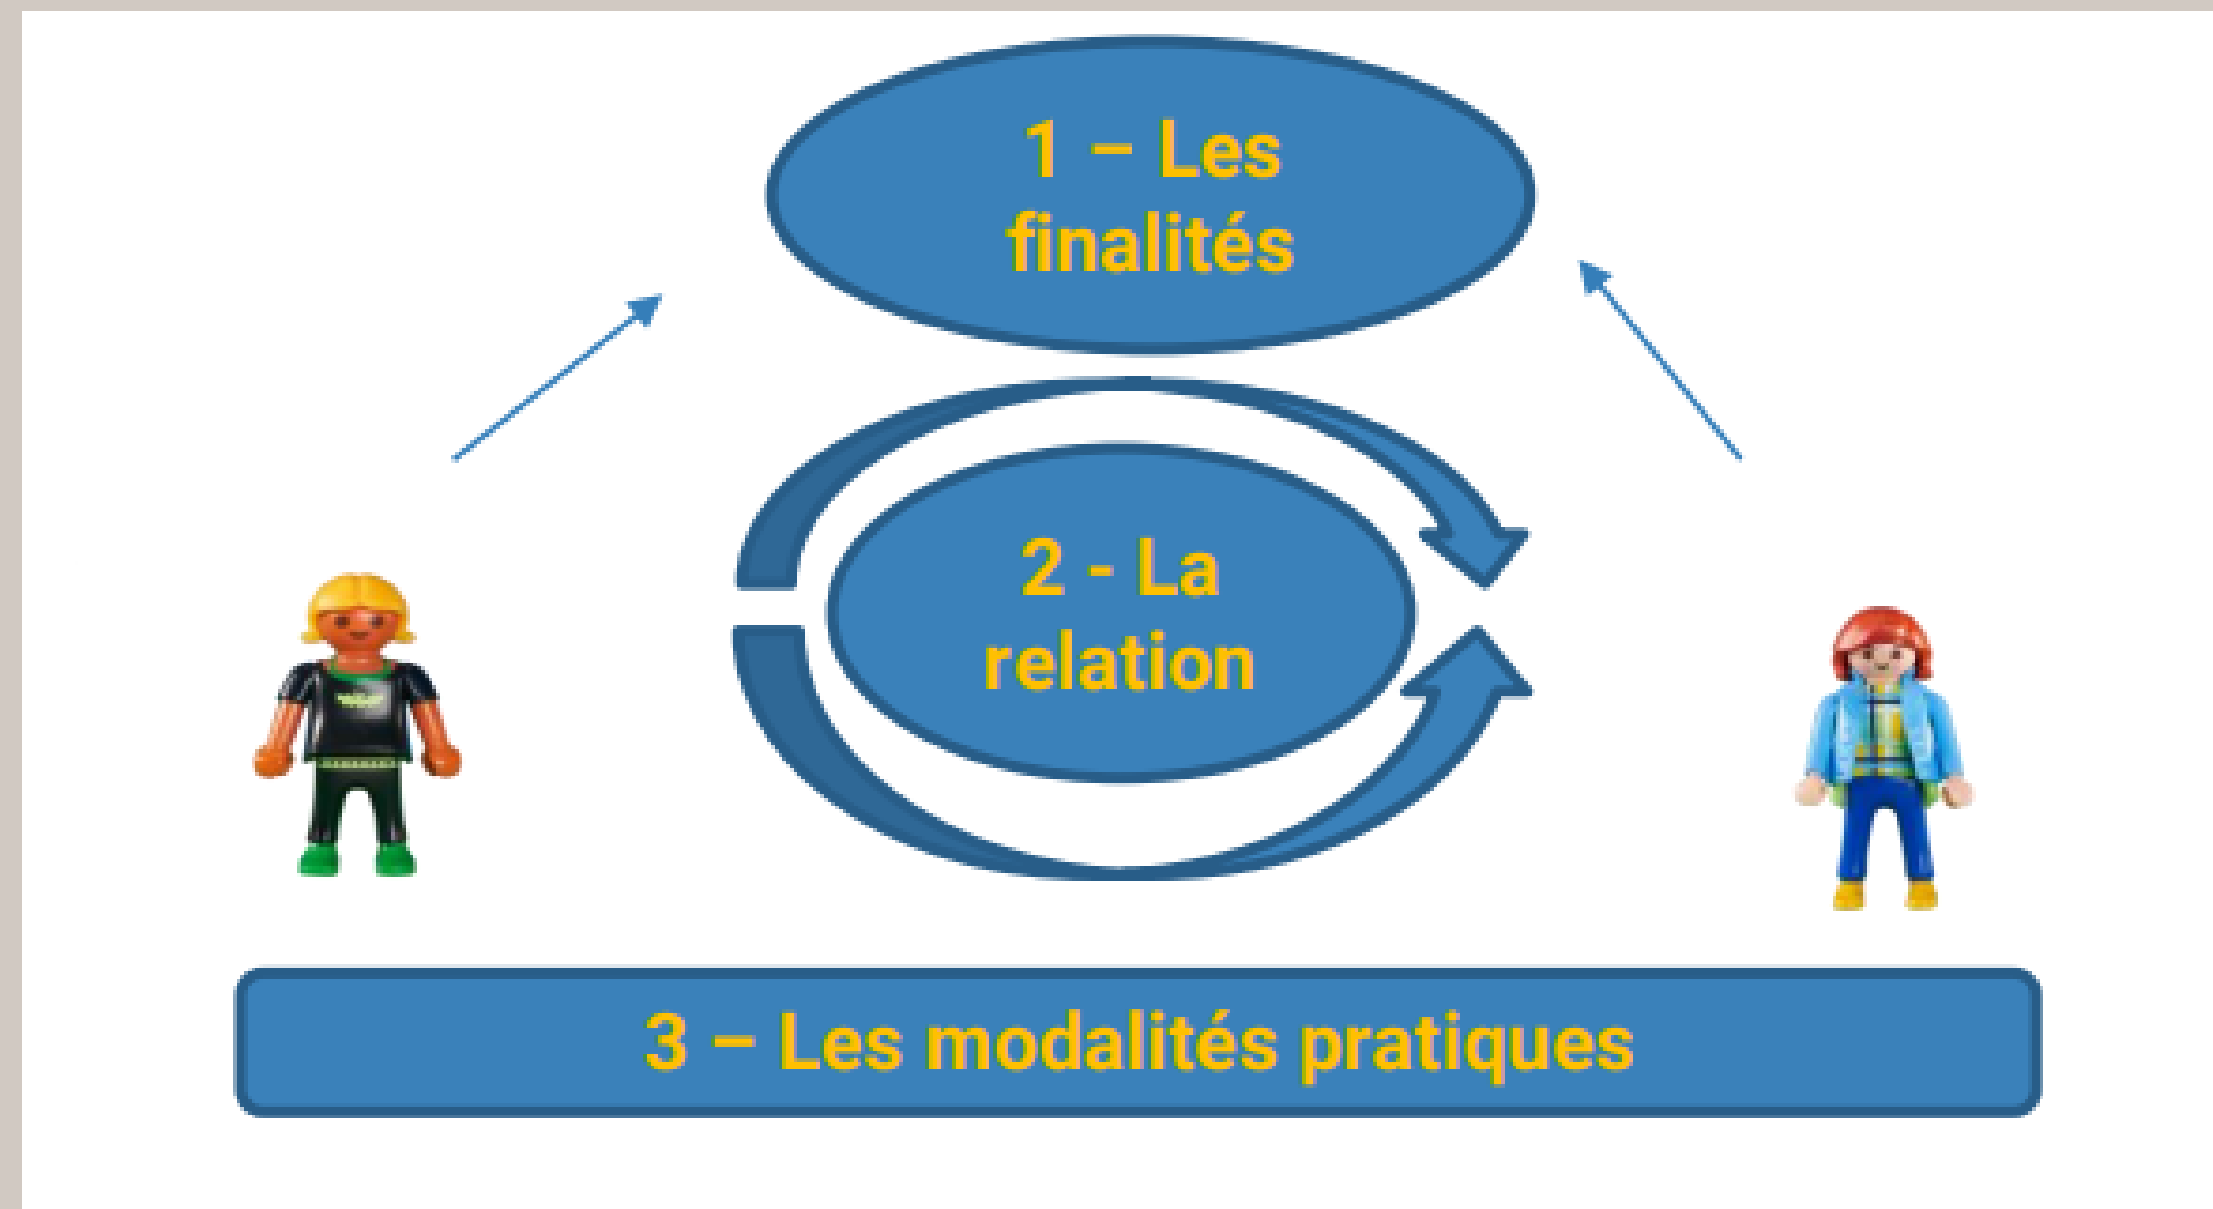 1 – Les
finalités
2 - La
relation
3 – Les modalités pratiques